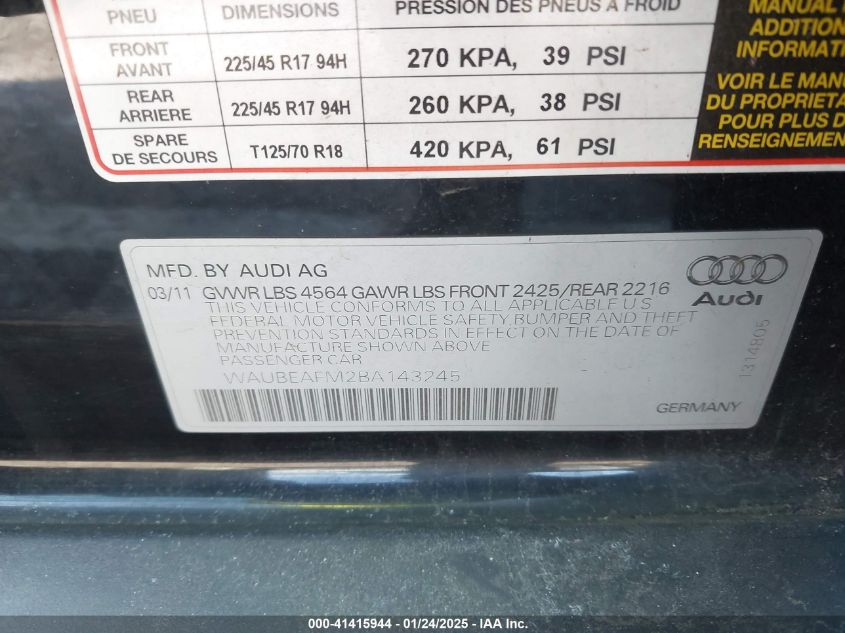 PNEU PRESSION DES PNEUS A FROID
FRONT
AVANT 225/45 R17 94H 270 KPA, 39 PSI
REAR
ARRIERE 225/45 R17 94H 260 KPA, 38 PSI
SPARE
DE SECOURS T125/70 R18 420 KPA, 61 PSI
MANUAL
ADDITION
INFORMATI
VOIR LE MANU
DU PROPRIETA
POUR PLUS D
RENSEIGNEME
MFD. BY AUDI AG
03/11 GVWR LBS 4564 GAWR LBS FRONT 2425/REAR 2216
THIS VEHICLE CONFORMS TO ALL APPLICABLE US
FEDERAL MOTOR VEHICLE SAFETY, BUMPER AND THEFT
PREVENTION STANDARDS IN EFFECT ON THE DATE OF
MANUFACTURE SHOWN ABOVE
PASSENGER CAR
WAUBEAFM2BA143245
Audi
1314805
GERMANY
000-41415944 - 01/24/2025 - IAAI Inc.